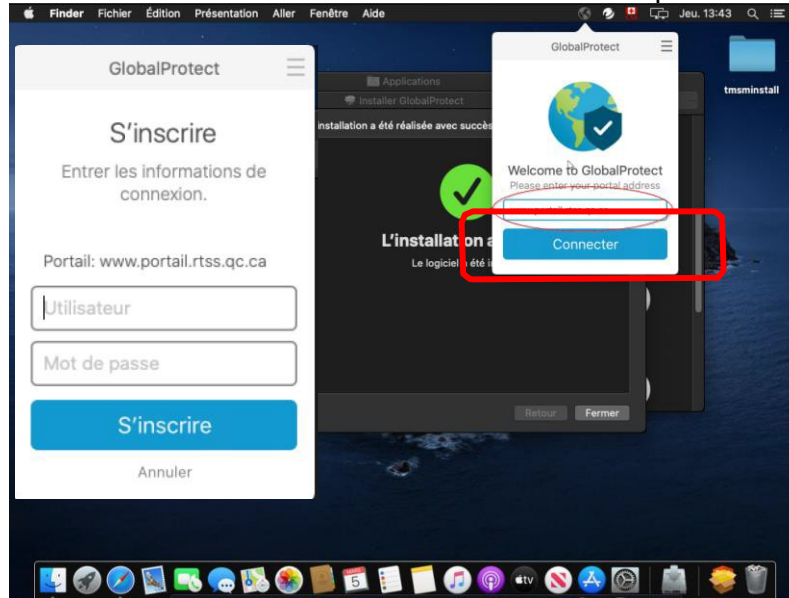 Finder Fichier Édition Présentation Aller Fenêtre Aide Jeu. 13:43
GlobalProtect
S'inscrire
Entrer les informations de
connexion.
Portail: www.portail.rtss.qc.ca
Utilisateur
Mot de passe
S'inscrire
Annuler
Applications
Installer GlobalProtect
installation a été réalisée avec succès
L'installation a
Le logiciel a été
Retour Fermer
GlobalProtect
Welcome to GlobalProtect
Please enter your portal address
Connecter
tmsminstall
MARS
5
tv